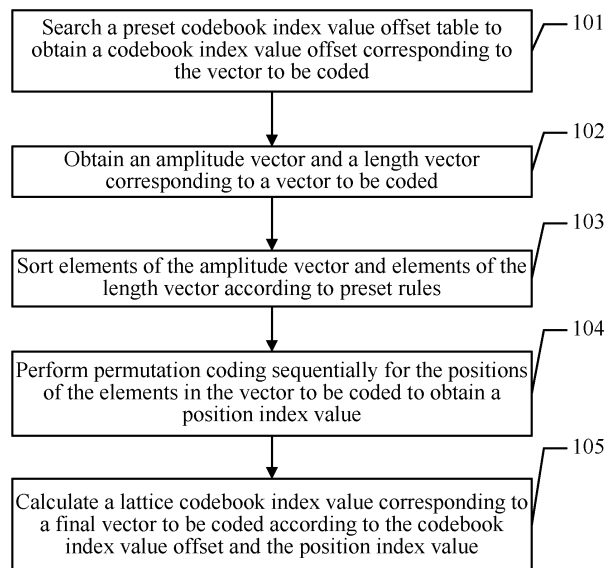 Search a preset codebook index value offset table to
obtain a codebook index value offset corresponding to
the vector to be coded
101
Obtain an amplitude vector and a length vector
corresponding to a vector to be coded
102
Sort elements of the amplitude vector and elements of the
length vector according to preset rules
103
Perform permutation coding sequentially for the positions
of the elements in the vector to be coded to obtain a
position index value
104
Calculate a lattice codebook index value corresponding to
a final vector to be coded according to the codebook
index value offset and the position index value
105